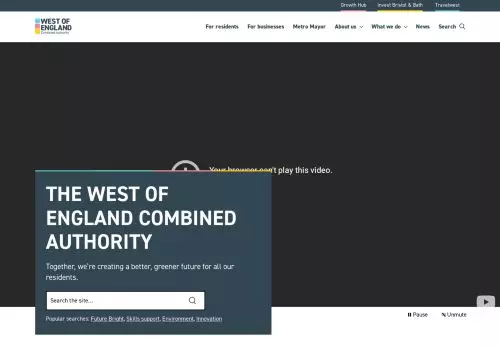 Growth Hub Invest Bristol & Bath Travelwest
WEST OF
ENGLAND
Combined Authority
For residents For businesses Metro Mayor About us What we do News Search
Your browser can't play this video.
THE WEST OF
ENGLAND COMBINED
AUTHORITY
Together, we're creating a better, greener future for all our
residents.
Search the site...
Popular searches: Future Bright, Skills support, Environment, Innovation
Pause Unmute